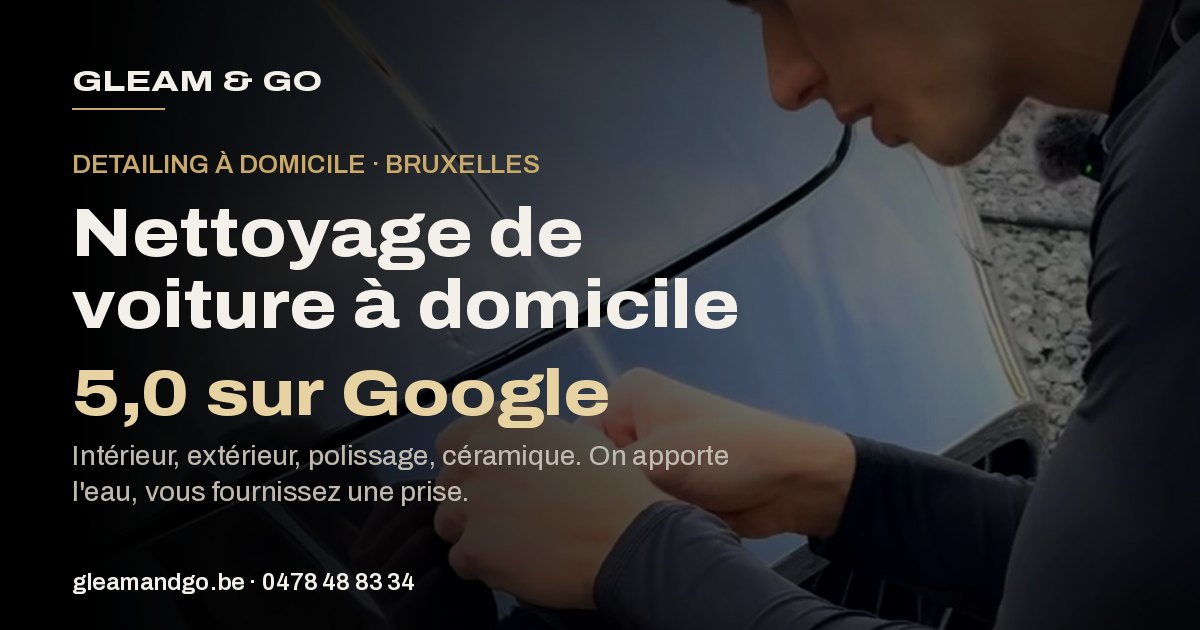 GLEAM & GO
DETAILING À DOMICILE · BRUXELLES
Nettoyage de
voiture à domicile
5,0 sur Google
Intérieur, extérieur, polissage, céramique. On apporte
l'eau, vous fournissez une prise.
gleamandgo.be · 0478 48 83 34